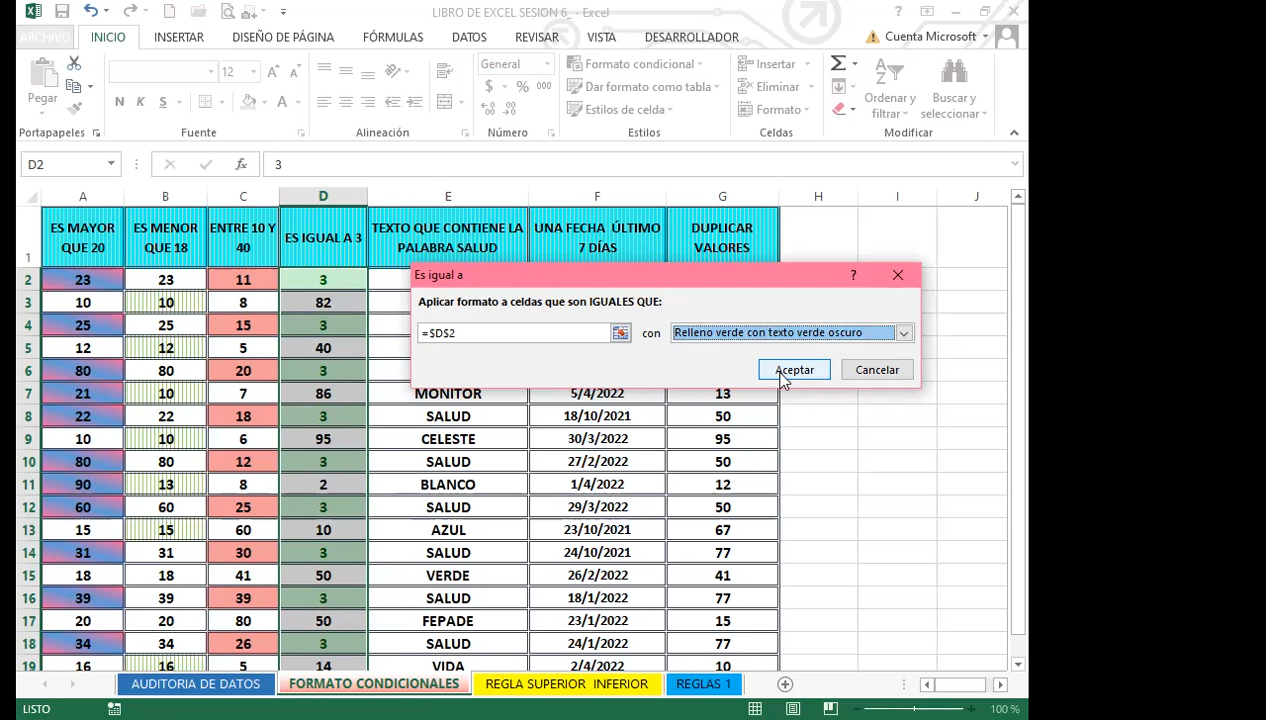 LIBRO DE EXCEL SESION 6_ - Excel
ARCHIVO INICIO INSERTAR DISEÑO DE PÁGINA FÓRMULAS DATOS REVISAR VISTA DESARROLLADOR Cuenta Microsoft
Pegar
12
N K S
General
$ % 000
Formato condicional
Dar formato como tabla
Estilos de celda
Insertar
Eliminar
Formato
Ordenar y filtrar
Buscar y seleccionar
Portapapeles Fuente Alineación Número Estilos Celdas Modificar
D2 fx 3
A B C D E F G H I J
1 ES MAYOR QUE 20 ES MENOR QUE 18 ENTRE 10 Y 40 ES IGUAL A 3 TEXTO QUE CONTIENE LA PALABRA SALUD UNA FECHA ÚLTIMO 7 DÍAS DUPLICAR VALORES
2 23 23 11 3
3 10 10 8 82
4 25 25 15 3
5 12 12 5 40
6 80 80 20 3
7 21 10 7 86 MONITOR 5/4/2022 13
8 22 22 18 3 SALUD 18/10/2021 50
9 10 10 6 95 CELESTE 30/3/2022 95
10 80 80 12 3 SALUD 27/2/2022 50
11 90 13 8 2 BLANCO 1/4/2022 12
12 60 60 25 3 SALUD 29/3/2022 50
13 15 15 60 10 AZUL 23/10/2021 67
14 31 31 30 3 SALUD 24/10/2021 77
15 18 18 41 50 VERDE 26/2/2022 41
16 39 39 39 3 SALUD 18/1/2022 77
17 20 20 80 50 FEPADE 23/1/2022 15
18 34 34 26 3 SALUD 24/1/2022 77
19 16 16 5 14 VIDA 2/4/2022 10
Es igual a ?
Aplicar formato a celdas que son IGUALES QUE:
=$D$2 con Relleno verde con texto verde oscuro
Aceptar Cancelar
AUDITORIA DE DATOS FORMATO CONDICIONALES REGLA SUPERIOR INFERIOR REGLAS 1
LISTO 100 %